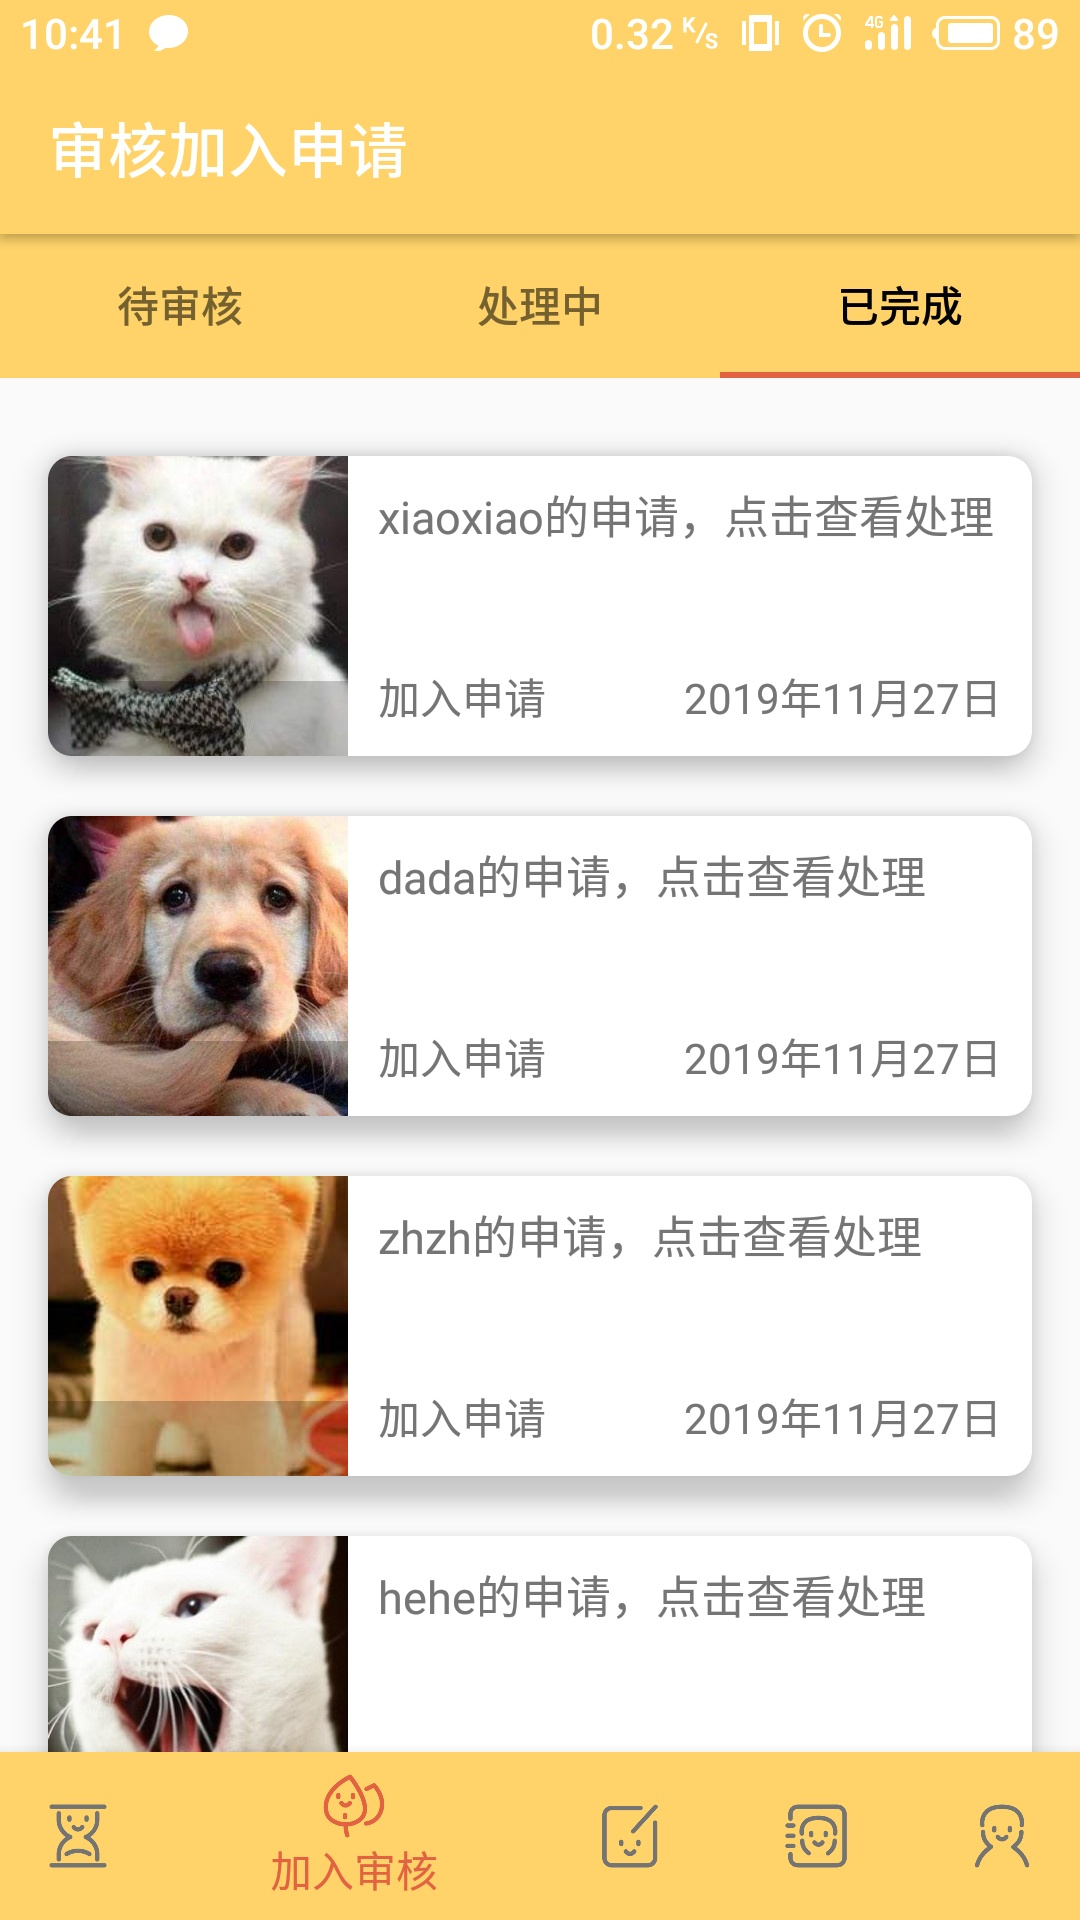 10:41 0.32 K/s 4G 89
审核加入申请
待审核 处理中 已完成
xiaoxiao的申请，点击查看处理
加入申请 2019年11月27日
dada的申请，点击查看处理
加入申请 2019年11月27日
zhzh的申请，点击查看处理
加入申请 2019年11月27日
hehe的申请，点击查看处理
加入审核